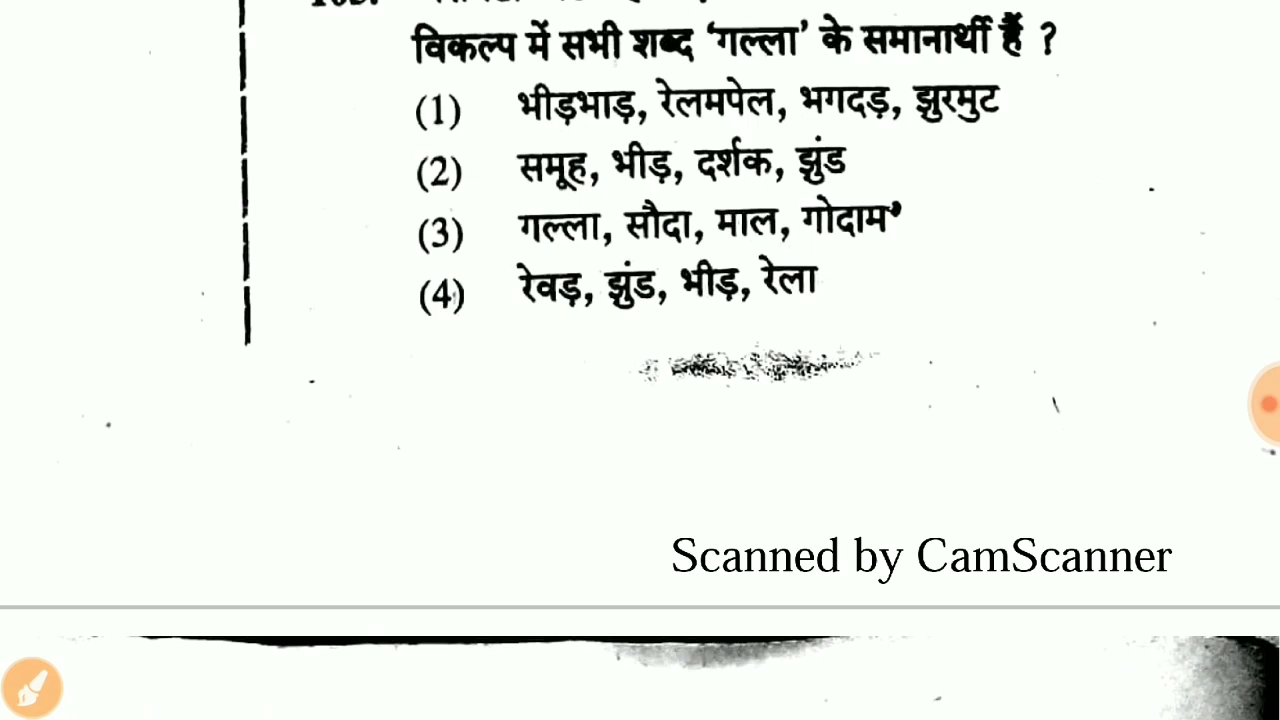 विकल्प में सभी शब्द ‘गल्ला’ के समानार्थी हैं ?
(1) भीड़भाड़, रेलमपेल, भगदड़, झुरमुट
(2) समूह, भीड़, दर्शक, झुंड
(3) गल्ला, सौदा, माल, गोदाम’
(4) रेवड़, झुंड, भीड़, रेला
Scanned by CamScanner